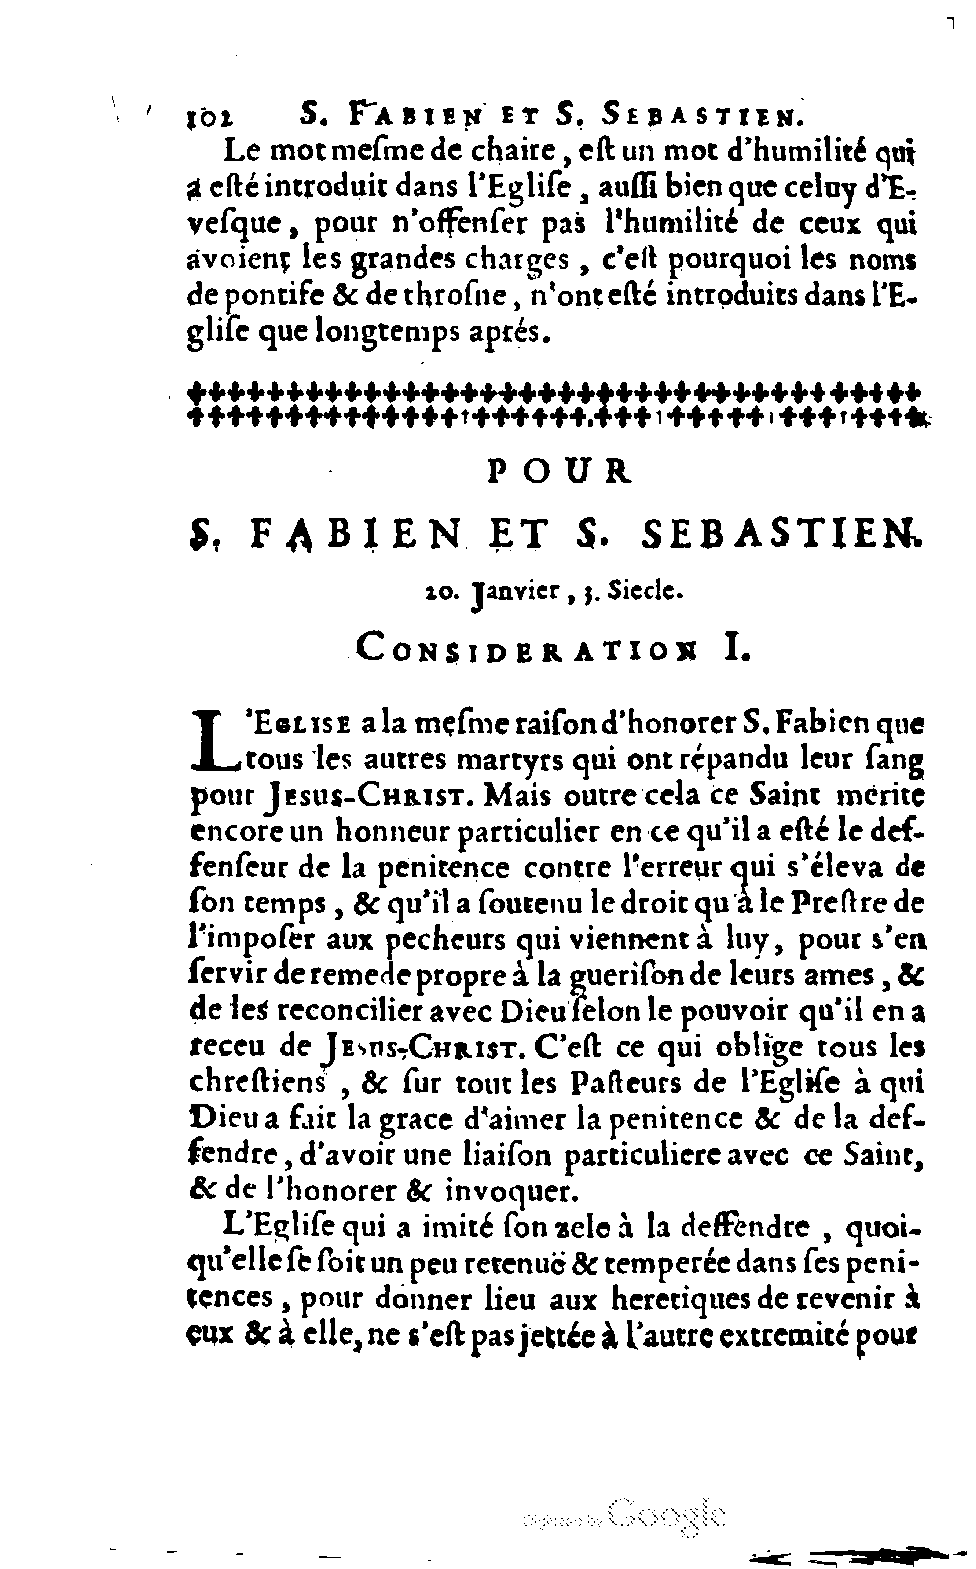 102 S. FABIEN ET S. SEBASTIEN.
Le mot meſme de chaire, eſt un mot d'humilité qui
a eſté introduit dans l'Egliſe, auſſi bien que celuy d'E-
veſque, pour n'offenſer pas l'humilité de ceux qui
avoient les grandes charges, c'eſt pourquoi les noms
de pontife & de throſne, n'ont eſté introduits dans l'E-
gliſe que longtemps aprés.
POUR
S. FABIEN ET S. SEBASTIEN.
20. Janvier, 3. Siecle.
CONSIDERATION I.
L'EGLISE a la meſme raiſon d'honorer S. Fabien que
tous les autres martyrs qui ont répandu leur ſang
pour JESUS-CHRIST. Mais outre cela ce Saint mérite
encore un honneur particulier en ce qu'il a eſté le def-
fenſeur de la penitence contre l'erreur qui s'éleva de
ſon temps, & qu'il a ſoutenu le droit qu'à le Preſtre de
l'impoſer aux pecheurs qui viennent à luy, pour s'en
ſervir de remede propre à la gueriſon de leurs ames, &
de les reconcilier avec Dieu ſelon le pouvoir qu'il en a
receu de JESUS-CHRIST. C'eſt ce qui oblige tous les
chreſtiens, & ſur tout les Paſteurs de l'Egliſe à qui
Dieu a fait la grace d'aimer la penitence & de la def-
fendre, d'avoir une liaiſon particuliere avec ce Saint,
& de l'honorer & invoquer.
L'Egliſe qui a imité ſon zele à la deffendre, quoi-
qu'elle ſe ſoit un peu retenuë & temperée dans ſes peni-
tences, pour donner lieu aux heretiques de revenir à
eux & à elle, ne s'eſt pas jettée à l'autre extremité pour
Digitized by Google